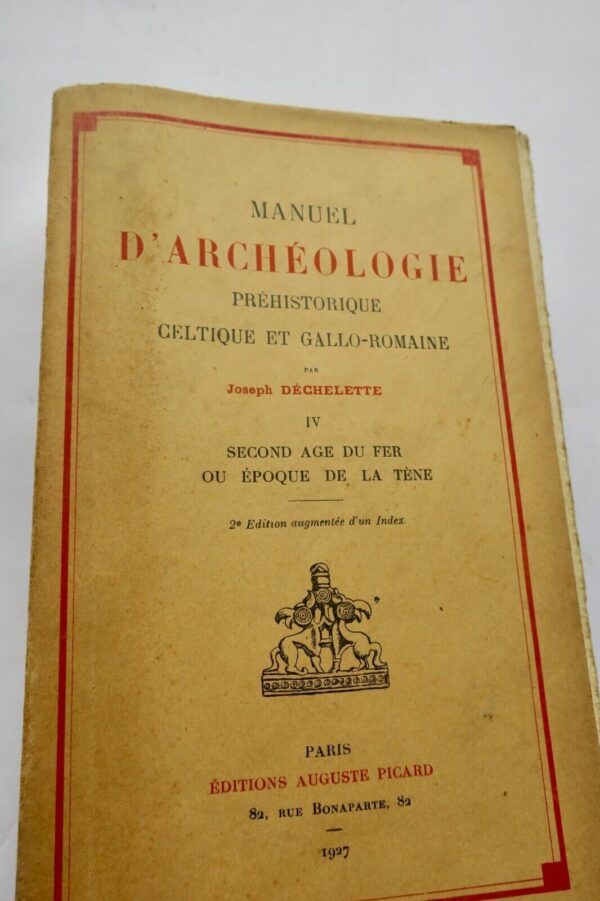 MANUEL
D'ARCHÉOLOGIE
PRÉHISTORIQUE
CELTIQUE ET GALLO-ROMAINE
PAR
Joseph DÉCHELETTE
IV
SECOND AGE DU FER
OU ÉPOQUE DE LA TÈNE
2e Edition augmentée d'un Index
PARIS
ÉDITIONS AUGUSTE PICARD
82, RUE BONAPARTE, 82
1927